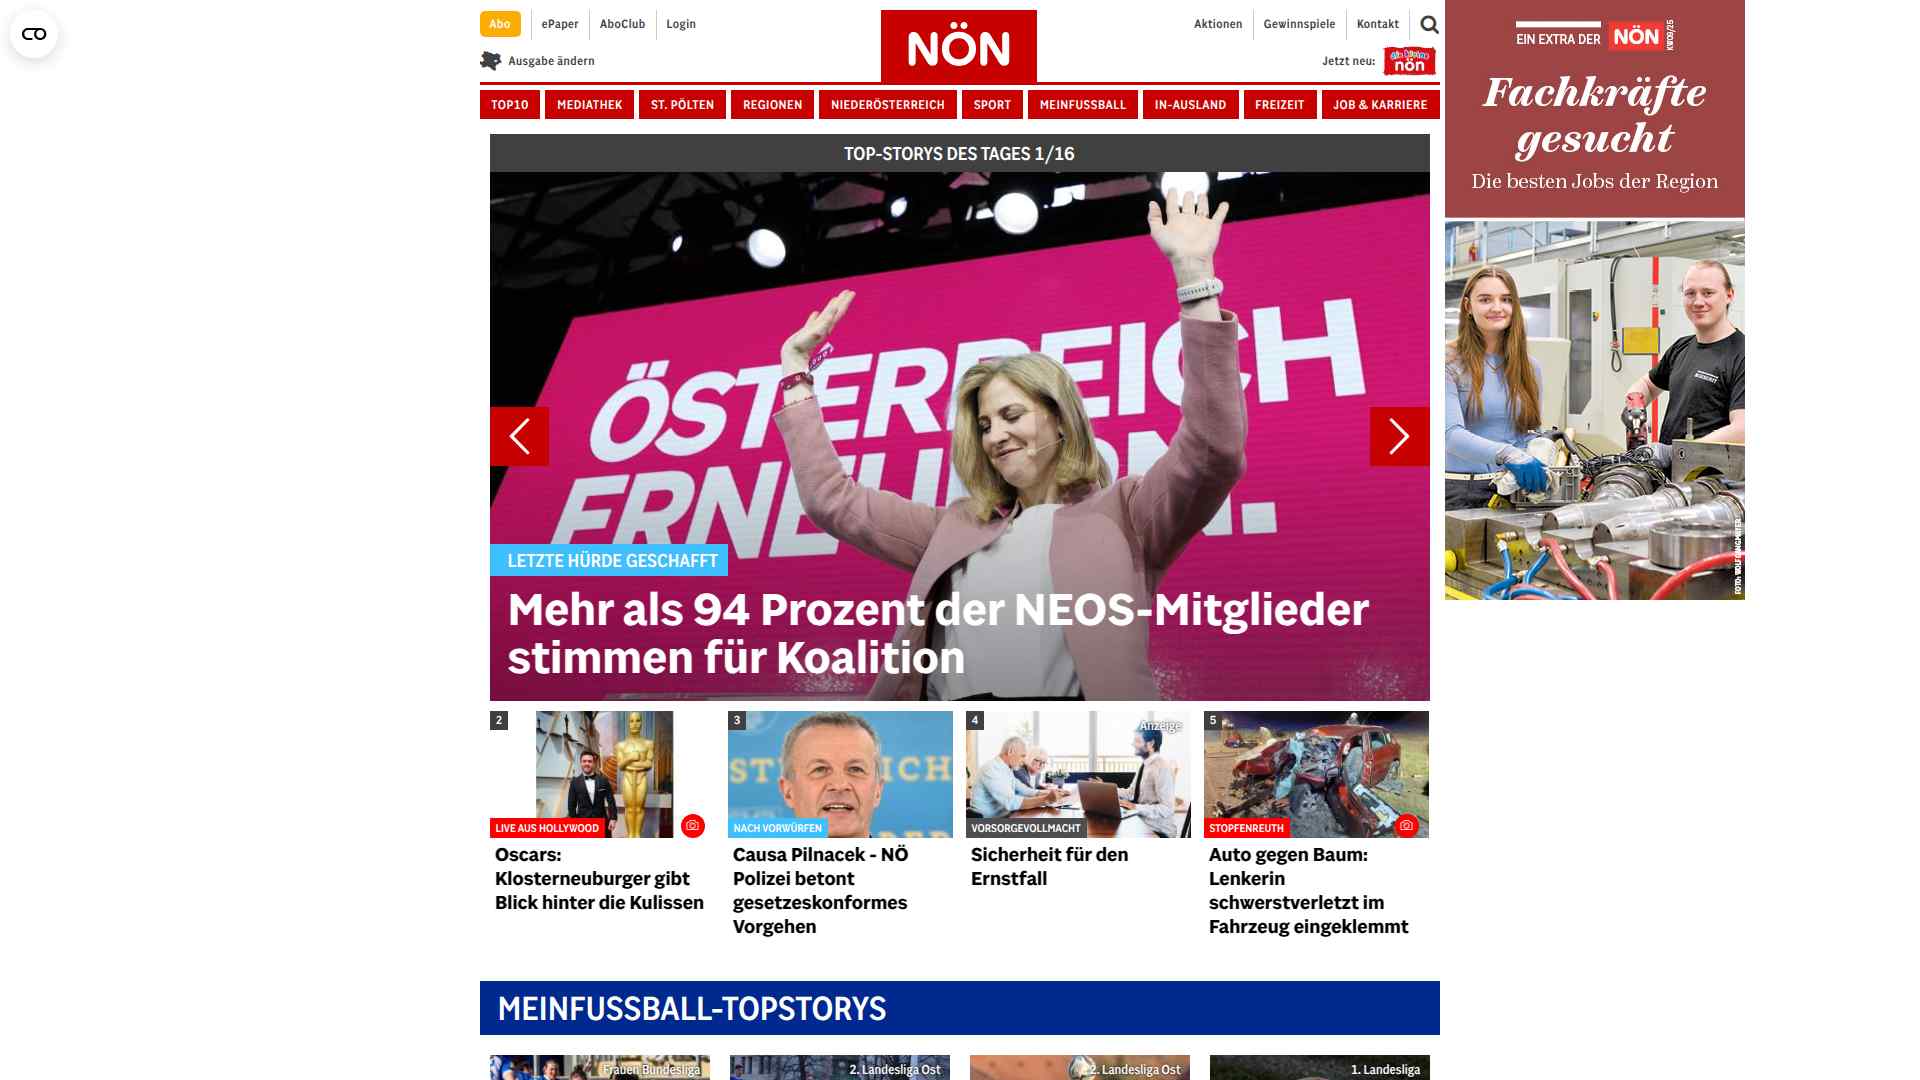 Abo
ePaper
AboClub
Login
Aktionen
Gewinnspiele
Kontakt
NÖN
Ausgabe ändern
Jetzt neu:
die kleine
nön
TOP10
MEDIATHEK
ST. PÖLTEN
REGIONEN
NIEDERÖSTERREICH
SPORT
MEINFUSSBALL
IN-AUSLAND
FREIZEIT
JOB & KARRIERE
EIN EXTRA DER NÖN
KW09/25
Fachkräfte
gesucht
Die besten Jobs der Region
TOP-STORYS DES TAGES 1/16
ÖSTERREICH
LETZTE HÜRDE GESCHAFFT
Mehr als 94 Prozent der NEOS-Mitglieder
stimmen für Koalition
2
LIVE AUS HOLLYWOOD
Oscars:
Klosterneuburger gibt
Blick hinter die Kulissen
3
NACH VORWÜRFEN
Causa Pilnacek - NÖ
Polizei betont
gesetzeskonformes
Vorgehen
4
Anzeige
VORSORGEVOLLMACHT
Sicherheit für den
Ernstfall
5
STOPFENREUTH
Auto gegen Baum:
Lenkerin
schwerstverletzt im
Fahrzeug eingeklemmt
MEINFUSSBALL-TOPSTORYS
Frauen Bundesliga
2. Landesliga Ost
2. Landesliga Ost
1. Landesliga